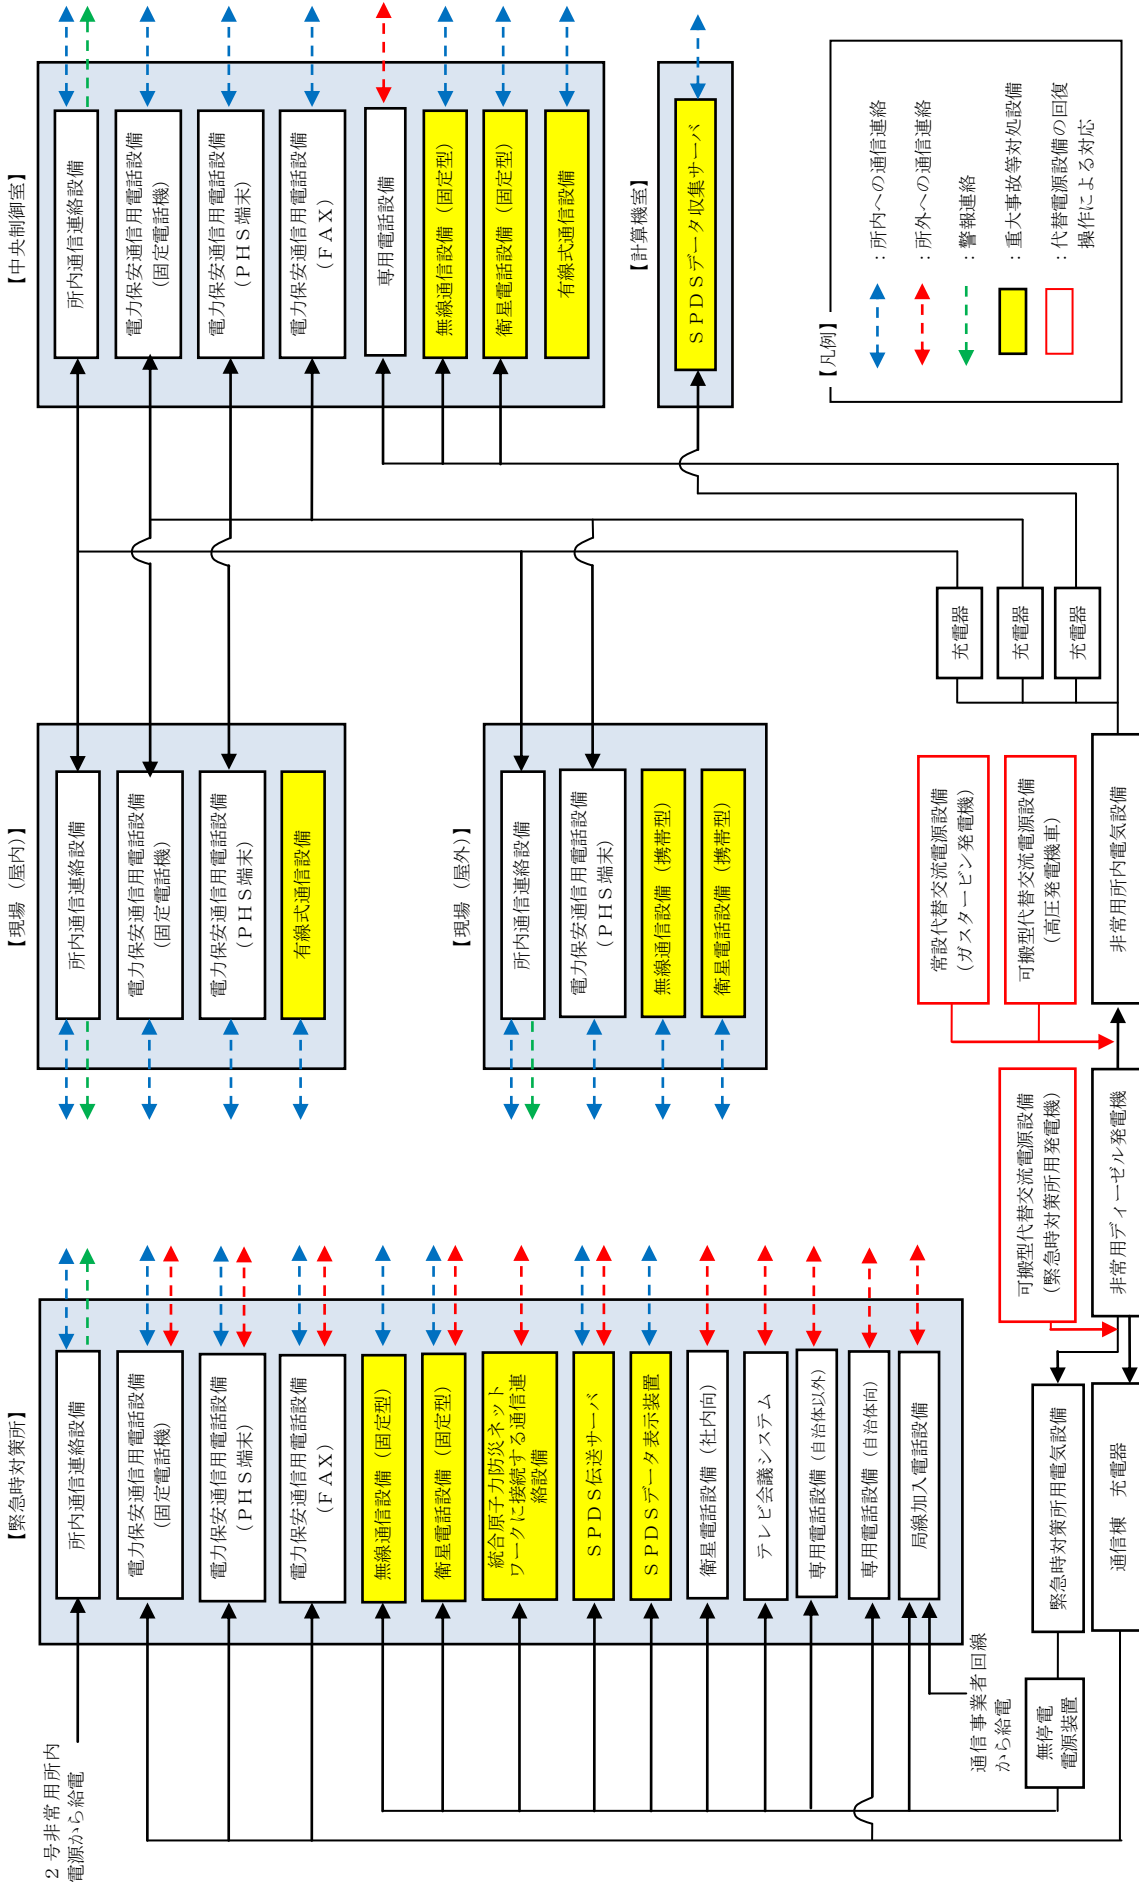 【緊急時対策所】
２号非常用所内
電源から給電
所内通信連絡設備
電力保安通信用電話設備
(固定電話機)
電力保安通信用電話設備
(ＰＨＳ端末)
電力保安通信用電話設備
(ＦＡＸ)
無線通信設備（固定型）
衛星電話設備（固定型）
統合原子力防災ネット
ワークに接続する通信連
絡設備
ＳＰＤＳ伝送サーバ
ＳＰＤＳデータ表示装置
衛星電話設備（社内向）
テレビ会議システム
専用電話設備（自治体以外）
専用電話設備（自治体向）
局線加入電話設備
通信事業者回線
から給電
無停電
電源装置
緊急時対策所用電気設備
通信棟　充電器
【現場（屋内）】
所内通信連絡設備
電力保安通信用電話設備
(固定電話機)
電力保安通信用電話設備
(ＰＨＳ端末)
有線式通信設備
【現場（屋外）】
所内通信連絡設備
電力保安通信用電話設備
(ＰＨＳ端末)
無線通信設備（携帯型）
衛星電話設備（携帯型）
可搬型代替交流電源設備
(緊急時対策所用発電機)
非常用ディーゼル発電機
常設代替交流電源設備
(ガスタービン発電機)
可搬型代替交流電源設備
(高圧発電機車)
非常用所内電気設備
充電器
充電器
充電器
【中央制御室】
所内通信連絡設備
電力保安通信用電話設備
(固定電話機)
電力保安通信用電話設備
(ＰＨＳ端末)
電力保安通信用電話設備
(ＦＡＸ)
専用電話設備
無線通信設備（固定型）
衛星電話設備（固定型）
有線式通信設備
【計算機室】
ＳＰＤＳデータ収集サーバ
【凡例】
：所内への通信連絡
：所外への通信連絡
：警報連絡
：重大事故等対処設備
：代替電源設備の回復
操作による対応